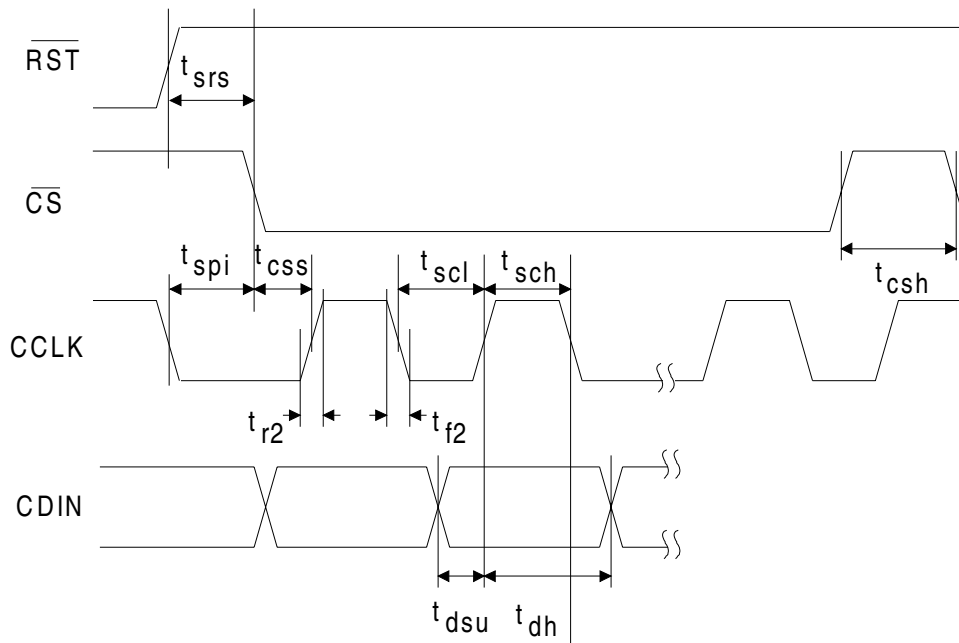 RST
t srs
CS
t spi
t css
t scl
t sch
t csh
CCLK
t r2
t f2
CDIN
t dsu
t dh